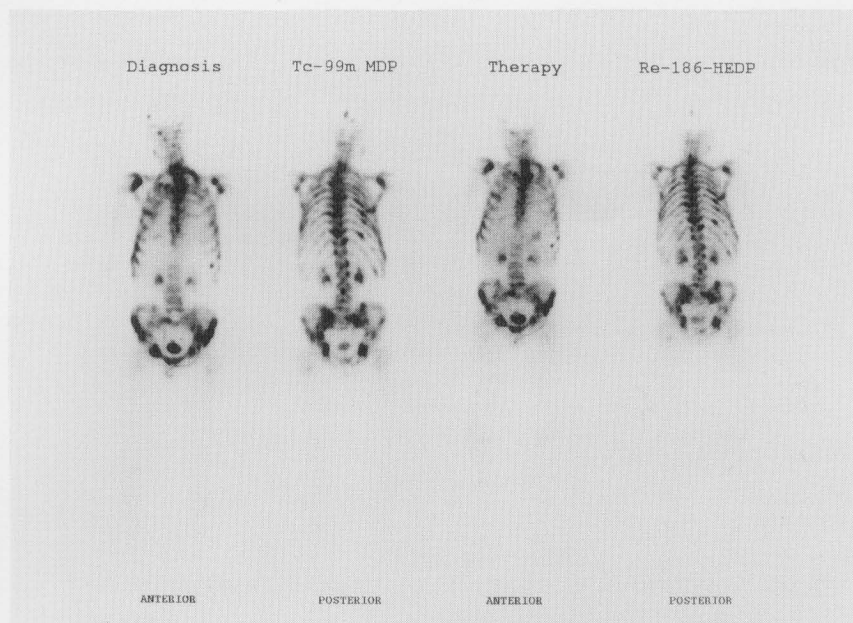 Diagnosis Tc-99m MDP Therapy Re-186-HEDP
ANTERIOR POSTERIOR ANTERIOR POSTERIOR